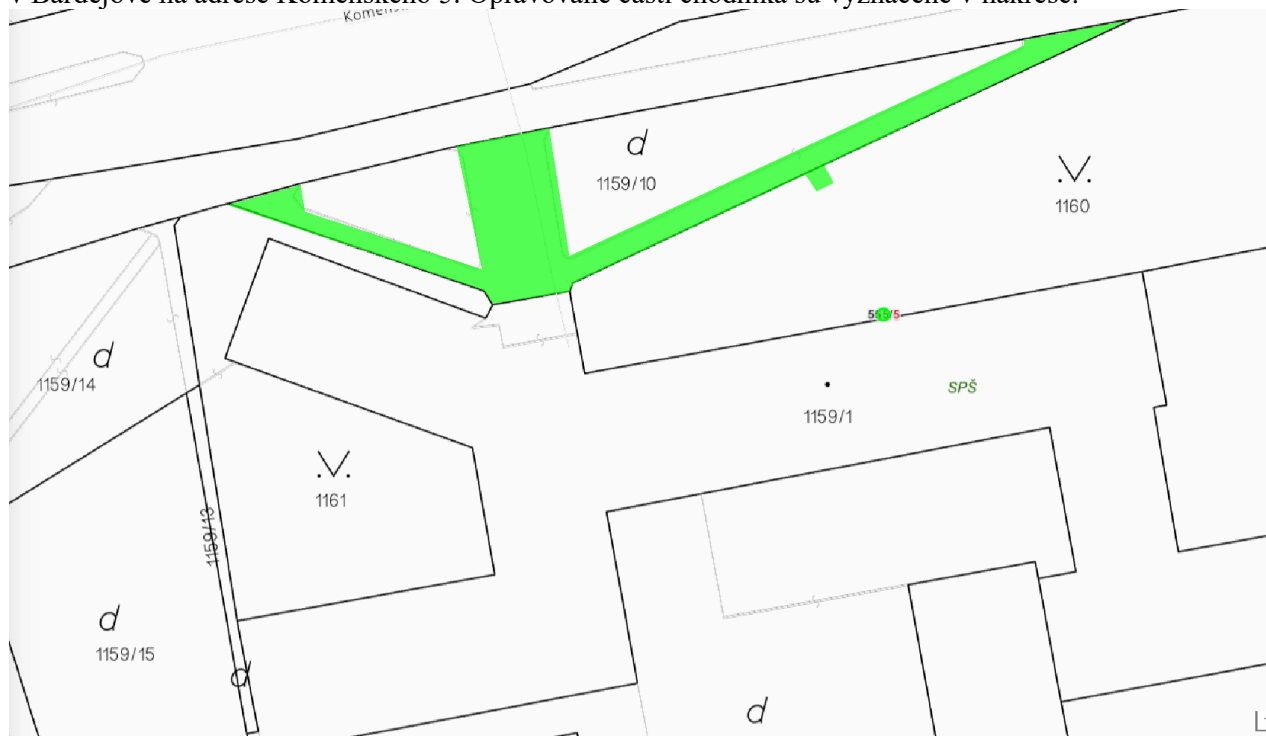 v Bardejove na adrese Komenského 5. Opravované časti chodníka sú vyznačené v nákrese:
d
1159/10
1160
d
1159/14
SPŠ
1159/1
1161
1159/13
d
1159/15
d
d